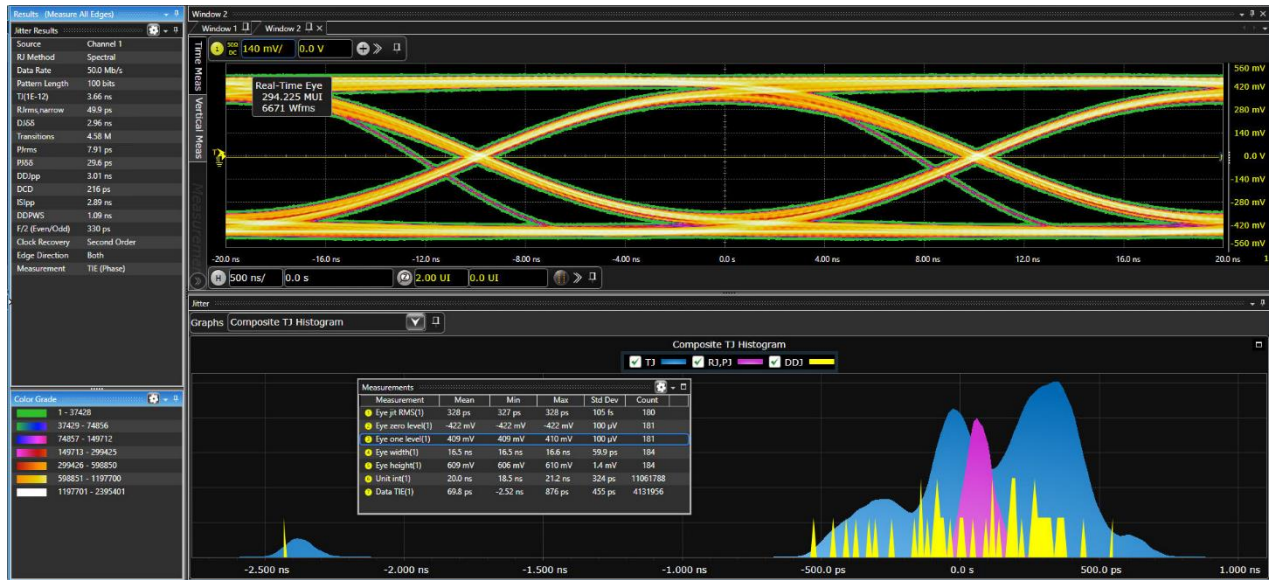 Results (Measure All Edges)
Jitter Results
Source Channel 1
RJ Method Spectral
Data Rate 50.0 Mb/s
Pattern Length 100 bits
TJ(1E-12) 3.66 ns
RJrms,narrow 49.9 ps
DJδδ 2.96 ns
Transitions 4.58 M
PJrms 7.91 ps
PJδδ 29.6 ps
DDJpp 3.01 ns
DCD 216 ps
ISIpp 2.89 ns
DDPWS 1.09 ns
F/2 (Even/Odd) 330 ps
Clock Recovery Second Order
Edge Direction Both
Measurement TIE (Phase)
Color Grade
1 - 37428
37429 - 74856
74857 - 149712
149713 - 299425
299426 - 598850
598851 - 1197700
1197701 - 2395401
Window 2
Window 1 Window 2
Time Meas
Vertical Meas
Measurements
1 50Ω DC 140 mV/ 0.0 V
Real-Time Eye
294.225 MUI
6671 Wfms
560 mV
420 mV
280 mV
140 mV
0.0 V
-140 mV
-280 mV
-420 mV
-560 mV
-20.0 ns -16.0 ns -12.0 ns -8.00 ns -4.00 ns 0.0 s 4.00 ns 8.00 ns 12.0 ns 16.0 ns 20.0 ns 1
H 500 ns/ 0.0 s 2.00 UI 0.0 UI
Jitter
Graphs Composite TJ Histogram
Composite TJ Histogram
TJ RJ,PJ DDJ
Measurements
Measurement Mean Min Max Std Dev Count
1 Eye jit RMS(1) 328 ps 327 ps 328 ps 105 fs 180
2 Eye zero level(1) -422 mV -422 mV -422 mV 100 µV 181
3 Eye one level(1) 409 mV 409 mV 410 mV 100 µV 181
4 Eye width(1) 16.5 ns 16.5 ns 16.6 ns 59.9 ps 184
5 Eye height(1) 609 mV 606 mV 610 mV 1.4 mV 184
6 Unit int(1) 20.0 ns 18.5 ns 21.2 ns 324 ps 11061788
7 Data TIE(1) 69.8 ps -2.52 ns 876 ps 455 ps 4131956
-2.500 ns -2.000 ns -1.500 ns -1.000 ns -500.0 ps 0.0 s 500.0 ps 1.000 ns